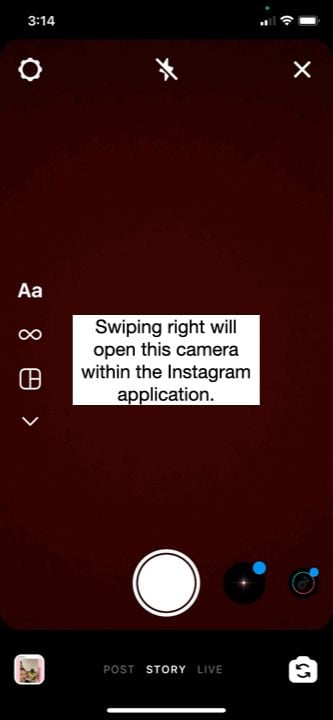 3:14
Aa
Swiping right will
open this camera
within the Instagram
application.
POST STORY LIVE